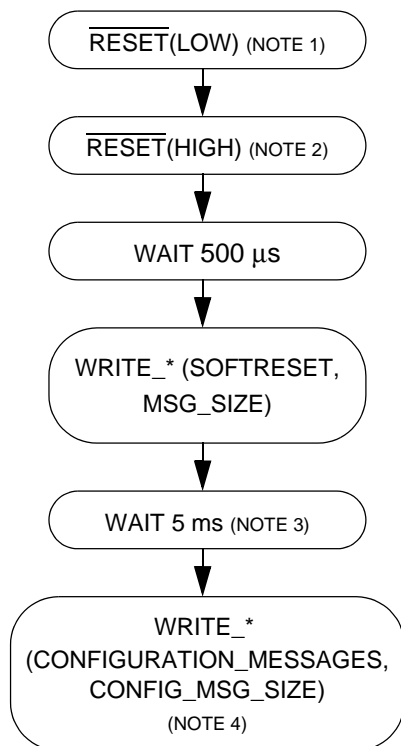 RESET(LOW) (NOTE 1)
RESET(HIGH) (NOTE 2)
WAIT 500 μs
WRITE_* (SOFTRESET,
MSG_SIZE)
WAIT 5 ms (NOTE 3)
WRITE_*
(CONFIGURATION_MESSAGES,
CONFIG_MSG_SIZE)
(NOTE 4)